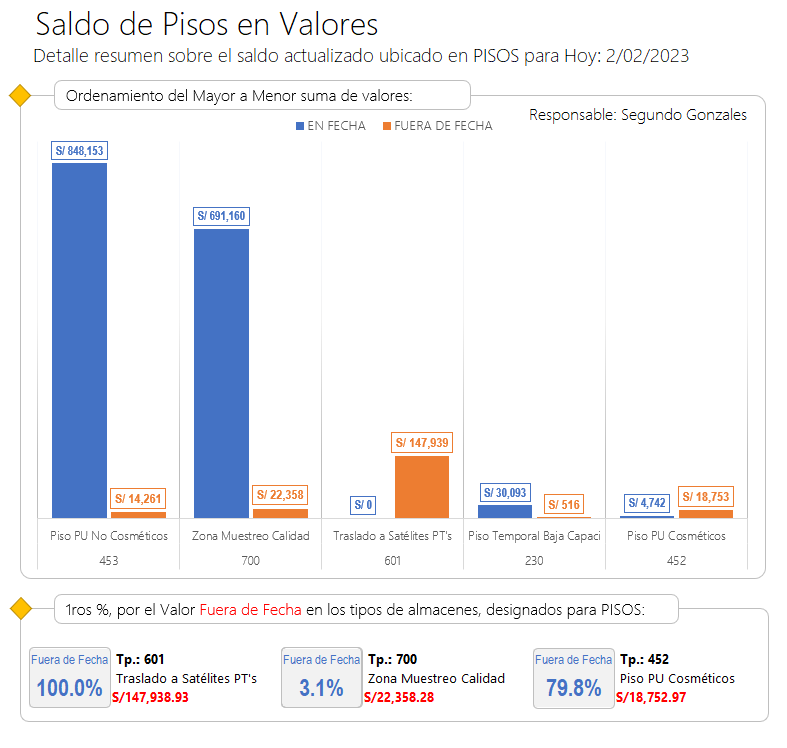 Saldo de Pisos en Valores
Detalle resumen sobre el saldo actualizado ubicado en PISOS para Hoy: 2/02/2023
Ordenamiento del Mayor a Menor suma de valores:
Responsable: Segundo Gonzales
EN FECHA FUERA DE FECHA
S/ 848,153
S/ 691,160
S/ 147,939
S/ 14,261
S/ 22,358
S/ 0
S/ 30,093
S/ 516
S/ 4,742
S/ 18,753
Piso PU No Cosméticos Zona Muestreo Calidad Traslado a Satélites PT's Piso Temporal Baja Capaci Piso PU Cosméticos
453 700 601 230 452
1ros %, por el Valor Fuera de Fecha en los tipos de almacenes, designados para PISOS:
Fuera de Fecha
100.0%
Tp.: 601
Traslado a Satélites PT's
S/147,938.93
Fuera de Fecha
3.1%
Tp.: 700
Zona Muestreo Calidad
S/22,358.28
Fuera de Fecha
79.8%
Tp.: 452
Piso PU Cosméticos
S/18,752.97